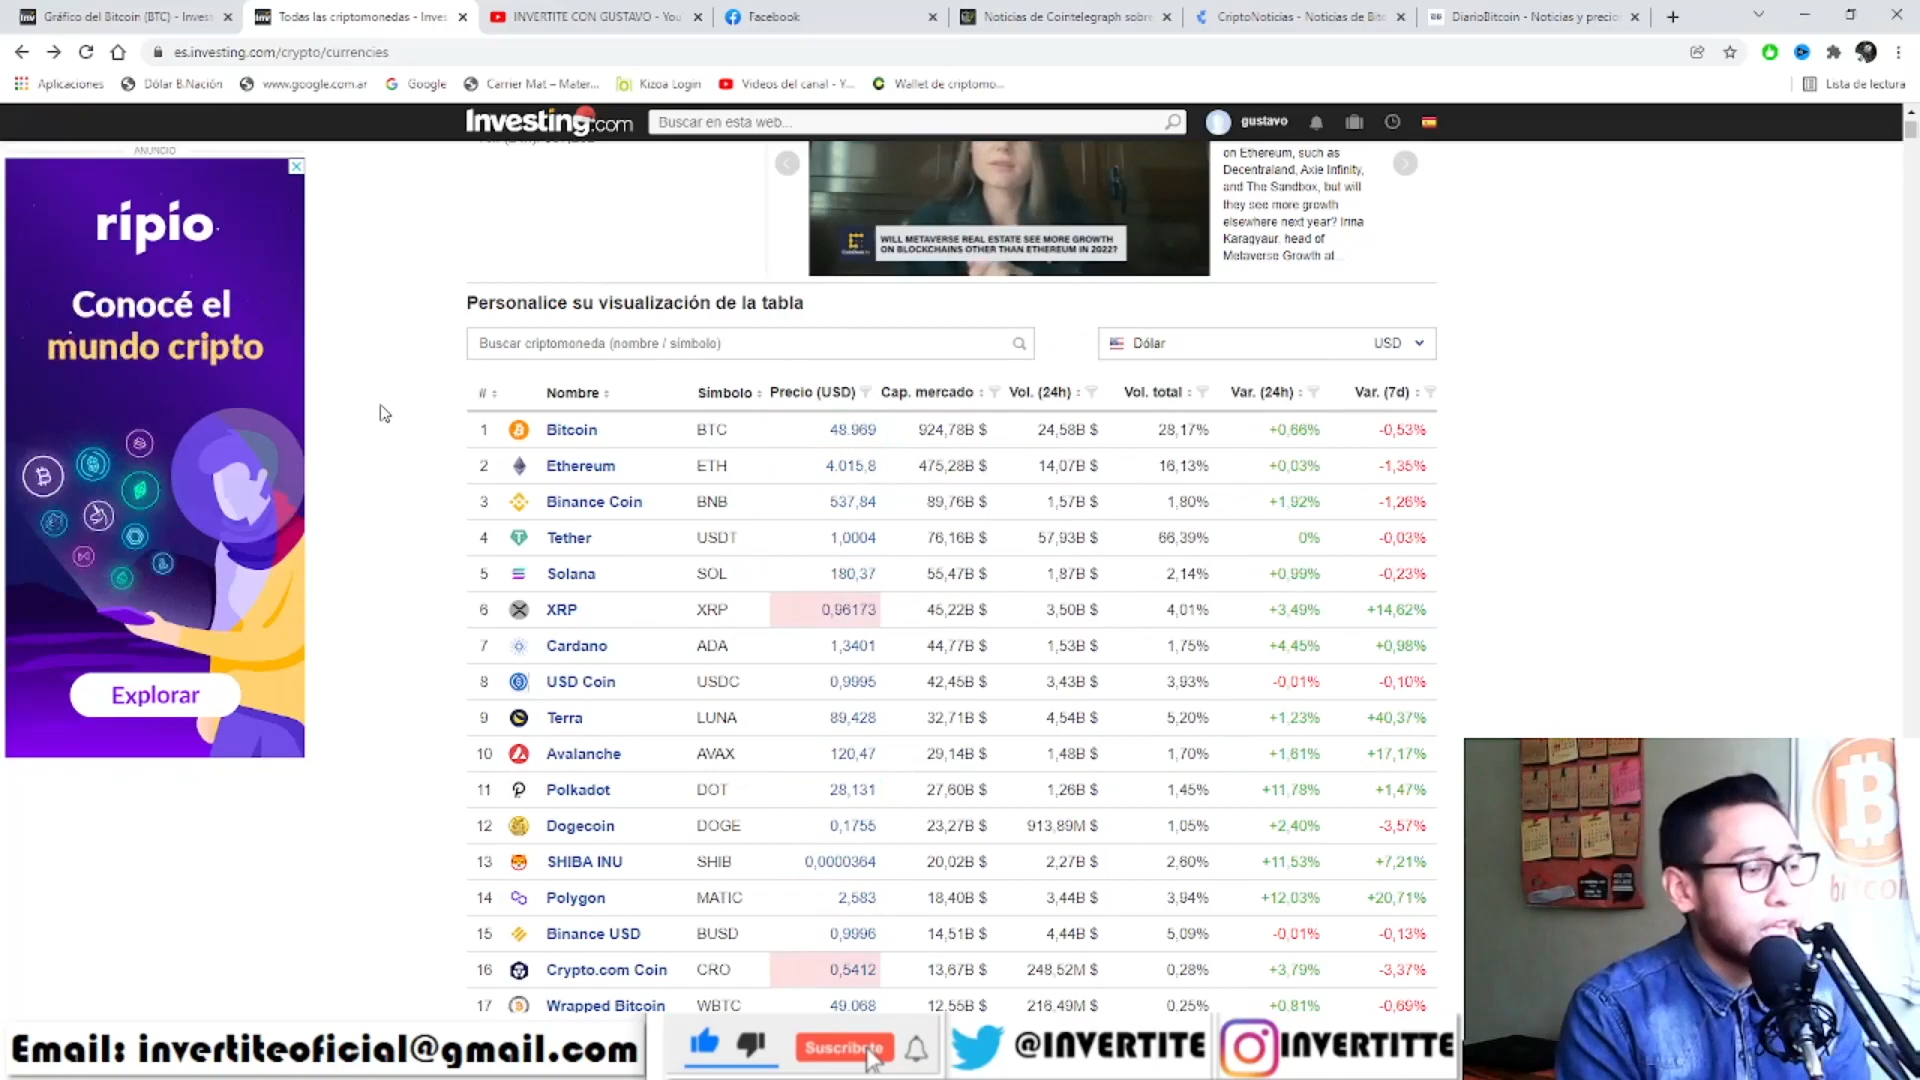 Gráfico del Bitcoin (BTC) - Invest
Todas las criptomonedas - Inves
INVERTITE CON GUSTAVO - You
Facebook
Noticias de Cointelegraph sobre
CriptoNoticias - Noticias de Bitc
DiarioBitcoin - Noticias y precio
es.investing.com/crypto/currencies
Aplicaciones
Dólar B.Nación
www.google.com.ar
Google
Carrier Mat – Mater...
Kizoa Login
Videos del canal - Y...
Wallet de criptomo...
Lista de lectura
Investing.com
Buscar en esta web...
gustavo
ANUNCIO
ripio
Conocé el
mundo cripto
Explorar
WILL METAVERSE REAL ESTATE SEE MORE GROWTH
ON BLOCKCHAINS OTHER THAN ETHEREUM IN 2022?
on Ethereum, such as
Decentraland, Axie Infinity,
and The Sandbox, but will
they see more growth
elsewhere next year? Irina
Karagyaur, head of
Metaverse Growth at...
Personalice su visualización de la tabla
Buscar criptomoneda (nombre / símbolo)
Dólar USD
# Nombre Símbolo Precio (USD) Cap. mercado Vol. (24h) Vol. total Var. (24h) Var. (7d)
1 Bitcoin BTC 48.969 924,78B $ 24,58B $ 28,17% +0,66% -0,53%
2 Ethereum ETH 4.015,8 475,28B $ 14,07B $ 16,13% +0,03% -1,35%
3 Binance Coin BNB 537,84 89,76B $ 1,57B $ 1,80% +1,92% -1,26%
4 Tether USDT 1,0004 76,16B $ 57,93B $ 66,39% 0% -0,03%
5 Solana SOL 180,37 55,47B $ 1,87B $ 2,14% +0,99% -0,23%
6 XRP XRP 0,96173 45,22B $ 3,50B $ 4,01% +3,49% +14,62%
7 Cardano ADA 1,3401 44,77B $ 1,53B $ 1,75% +4,45% +0,98%
8 USD Coin USDC 0,9995 42,45B $ 3,43B $ 3,93% -0,01% -0,10%
9 Terra LUNA 89,428 32,71B $ 4,54B $ 5,20% +1,23% +40,37%
10 Avalanche AVAX 120,47 29,14B $ 1,48B $ 1,70% +1,61% +17,17%
11 Polkadot DOT 28,131 27,60B $ 1,26B $ 1,45% +11,78% +1,47%
12 Dogecoin DOGE 0,1755 23,27B $ 913,89M $ 1,05% +2,40% -3,57%
13 SHIBA INU SHIB 0,0000364 20,02B $ 2,27B $ 2,60% +11,53% +7,21%
14 Polygon MATIC 2,583 18,40B $ 3,44B $ 3,94% +12,03% +20,71%
15 Binance USD BUSD 0,9996 14,51B $ 4,44B $ 5,09% -0,01% -0,13%
16 Crypto.com Coin CRO 0,5412 13,67B $ 248,52M $ 0,28% +3,79% -3,37%
17 Wrapped Bitcoin WBTC 49.068 12,55B $ 216,49M $ 0,25% +0,81% -0,69%
Email: invertiteoficial@gmail.com
Suscribete
@INVERTITE
INVERTITTE